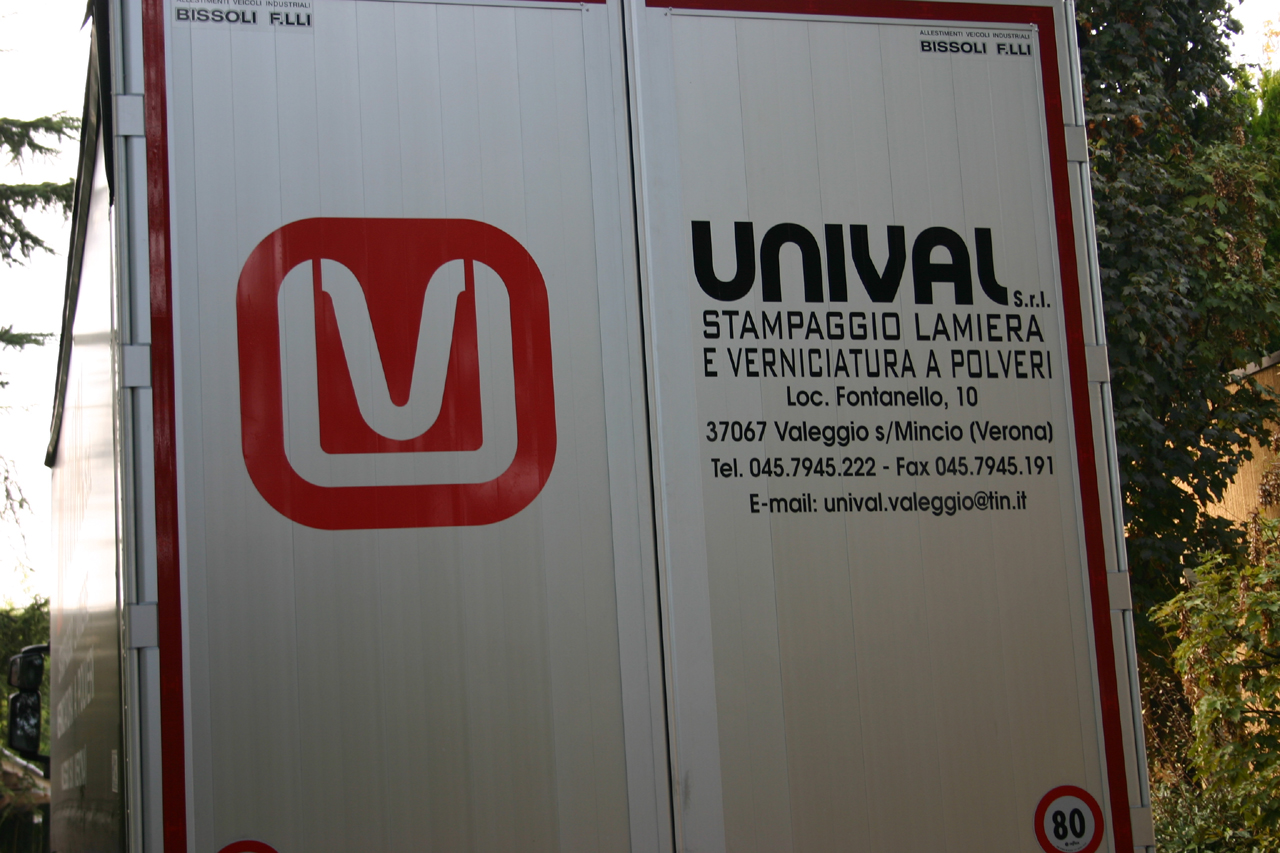 ALLESTIMENTI VEICOLI INDUSTRIALI
BISSOLI F.LLI
ALLESTIMENTI VEICOLI INDUSTRIALI
BISSOLI F.LLI
UNIVAL S.r.l.
STAMPAGGIO LAMIERA
E VERNICIATURA A POLVERI
Loc. Fontanello, 10
37067 Valeggio s/Mincio (Verona)
Tel. 045.7945.222 - Fax 045.7945.191
E-mail: unival.valeggio@tin.it
80